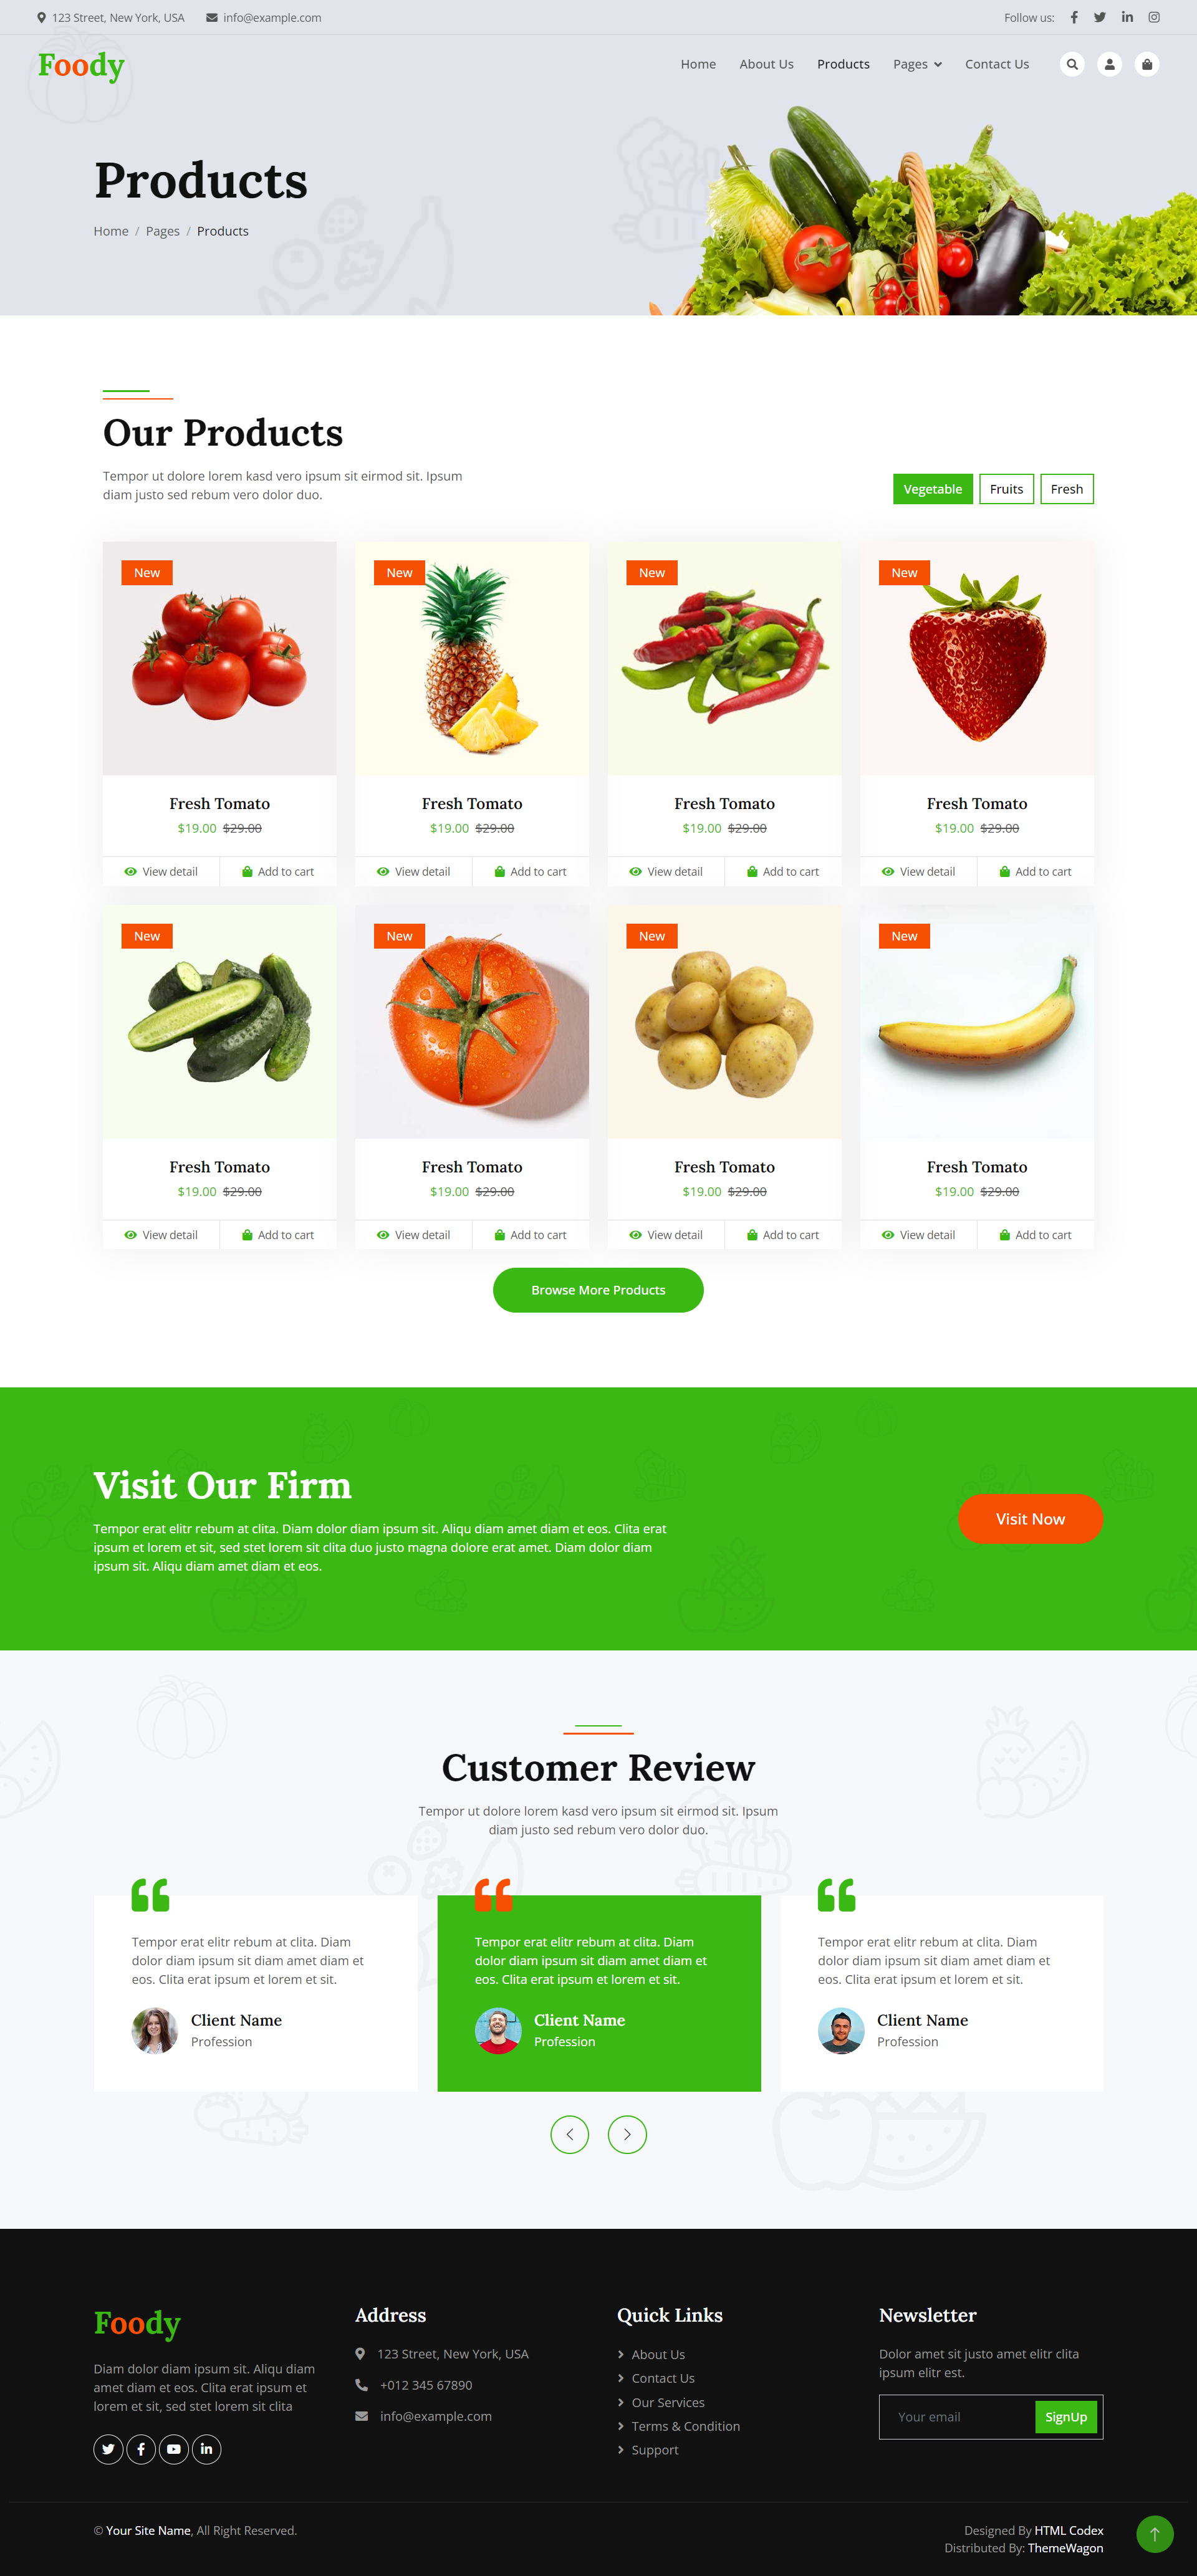 123 Street, New York, USA info@example.com Follow us:
Foody Home About Us Products Pages Contact Us
Products
Home / Pages / Products
Our Products
Tempor ut dolore lorem kasd vero ipsum sit eirmod sit. Ipsum
diam justo sed rebum vero dolor duo.
Vegetable Fruits Fresh
New New New New
Fresh Tomato Fresh Tomato Fresh Tomato Fresh Tomato
$19.00 $29.00 $19.00 $29.00 $19.00 $29.00 $19.00 $29.00
View detail Add to cart View detail Add to cart View detail Add to cart View detail Add to cart
New New New New
Fresh Tomato Fresh Tomato Fresh Tomato Fresh Tomato
$19.00 $29.00 $19.00 $29.00 $19.00 $29.00 $19.00 $29.00
View detail Add to cart View detail Add to cart View detail Add to cart View detail Add to cart
Browse More Products
Visit Our Firm
Tempor erat elitr rebum at clita. Diam dolor diam ipsum sit. Aliqu diam amet diam et eos. Clita erat
ipsum et lorem et sit, sed stet lorem sit clita duo justo magna dolore erat amet. Diam dolor diam
ipsum sit. Aliqu diam amet diam et eos.
Visit Now
Customer Review
Tempor ut dolore lorem kasd vero ipsum sit eirmod sit. Ipsum
diam justo sed rebum vero dolor duo.
Tempor erat elitr rebum at clita. Diam
dolor diam ipsum sit diam amet diam et
eos. Clita erat ipsum et lorem et sit.
Client Name
Profession
Tempor erat elitr rebum at clita. Diam
dolor diam ipsum sit diam amet diam et
eos. Clita erat ipsum et lorem et sit.
Client Name
Profession
Tempor erat elitr rebum at clita. Diam
dolor diam ipsum sit diam amet diam et
eos. Clita erat ipsum et lorem et sit.
Client Name
Profession
Foody
Diam dolor diam ipsum sit. Aliqu diam
amet diam et eos. Clita erat ipsum et
lorem et sit, sed stet lorem sit clita
Address
123 Street, New York, USA
+012 345 67890
info@example.com
Quick Links
About Us
Contact Us
Our Services
Terms & Condition
Support
Newsletter
Dolor amet sit justo amet elitr clita
ipsum elitr est.
Your email SignUp
© Your Site Name, All Right Reserved.
Designed By HTML Codex
Distributed By: ThemeWagon